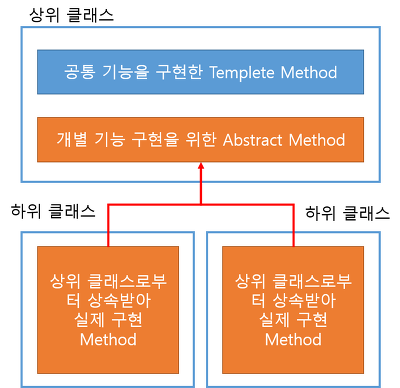 상위 클래스
공통 기능을 구현한 Templete Method
개별 기능 구현을 위한 Abstract Method
하위 클래스
하위 클래스
상위 클래스로부
터 상속받아
실제 구현
Method
상위 클래스로부
터 상속받아
실제 구현
Method